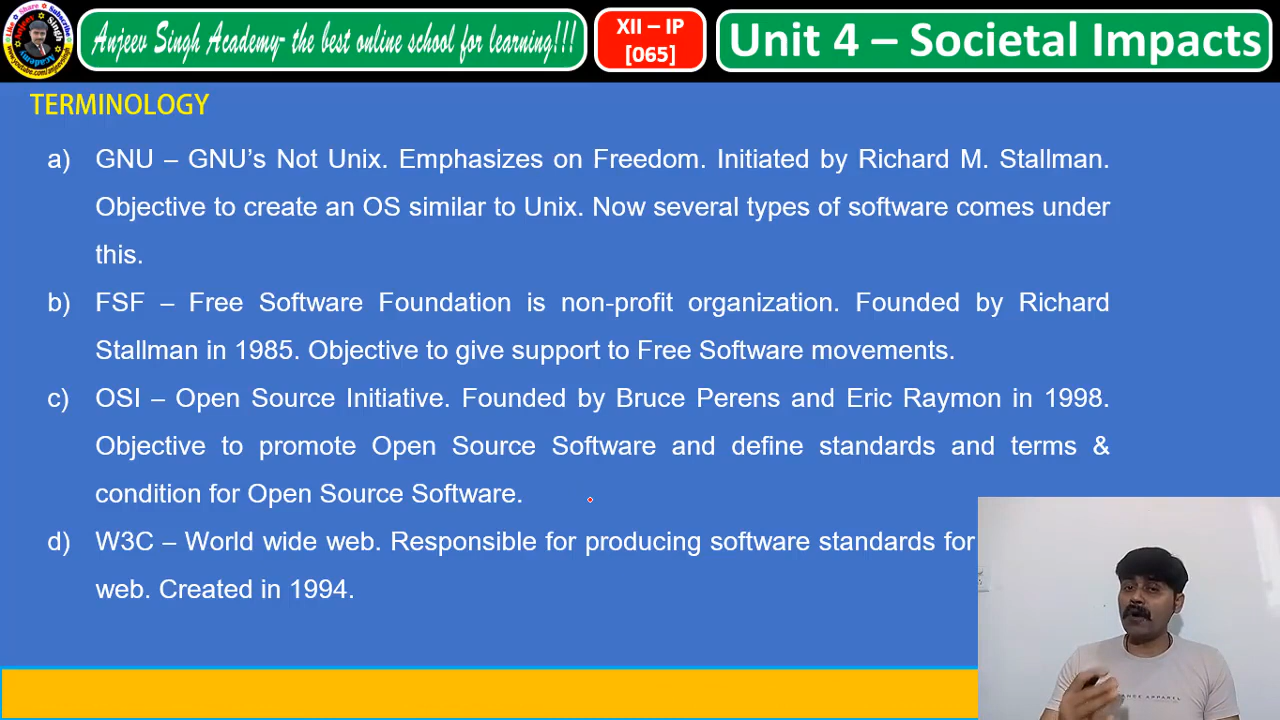 Anjeev Singh Academy- the best online school for learning!!!
XII – IP
[065]
Unit 4 – Societal Impacts
TERMINOLOGY
a) GNU – GNU’s Not Unix. Emphasizes on Freedom. Initiated by Richard M. Stallman.
Objective to create an OS similar to Unix. Now several types of software comes under
this.
b) FSF – Free Software Foundation is non-profit organization. Founded by Richard
Stallman in 1985. Objective to give support to Free Software movements.
c) OSI – Open Source Initiative. Founded by Bruce Perens and Eric Raymon in 1998.
Objective to promote Open Source Software and define standards and terms &
condition for Open Source Software.
d) W3C – World wide web. Responsible for producing software standards for
web. Created in 1994.